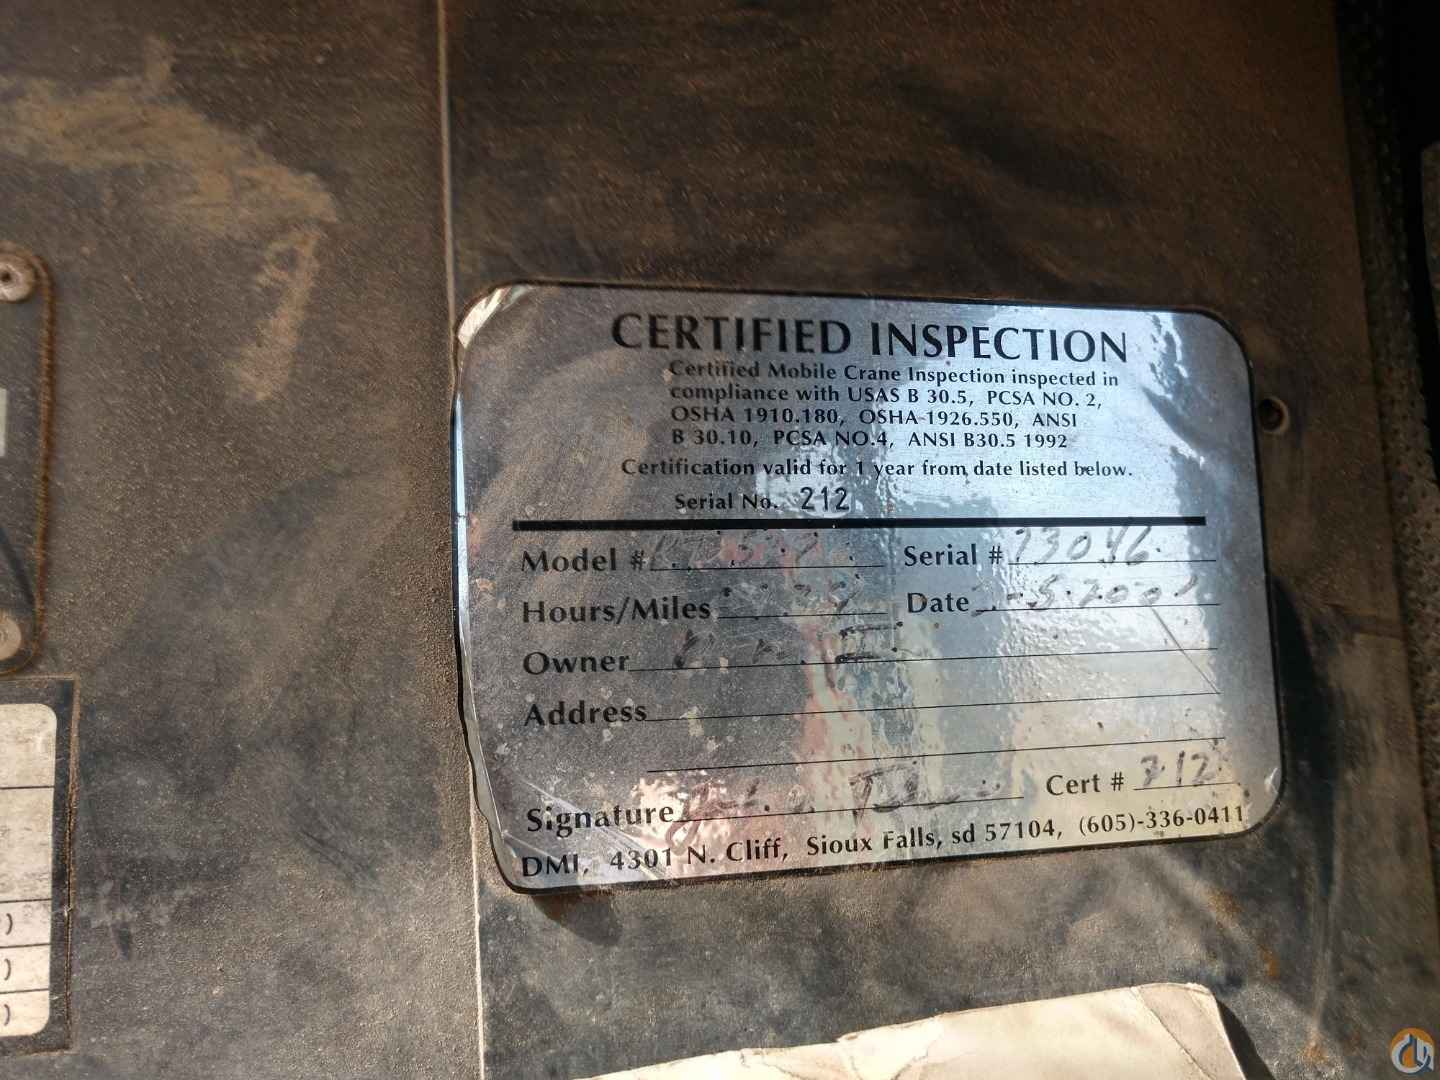 CERTIFIED INSPECTION
Certified Mobile Crane Inspection inspected in
compliance with USAS B 30.5, PCSA NO. 2,
OSHA 1910.180, OSHA-1926.550, ANSI
B 30.10, PCSA NO.4, ANSI B30.5 1992
Certification valid for 1 year from date listed below.
Serial No. 212
Model # Serial # 73046
Hours/Miles Date
Owner
Address
Signature Cert # 212
DMI, 4301 N. Cliff, Sioux Falls, sd 57104, (605)-336-0411